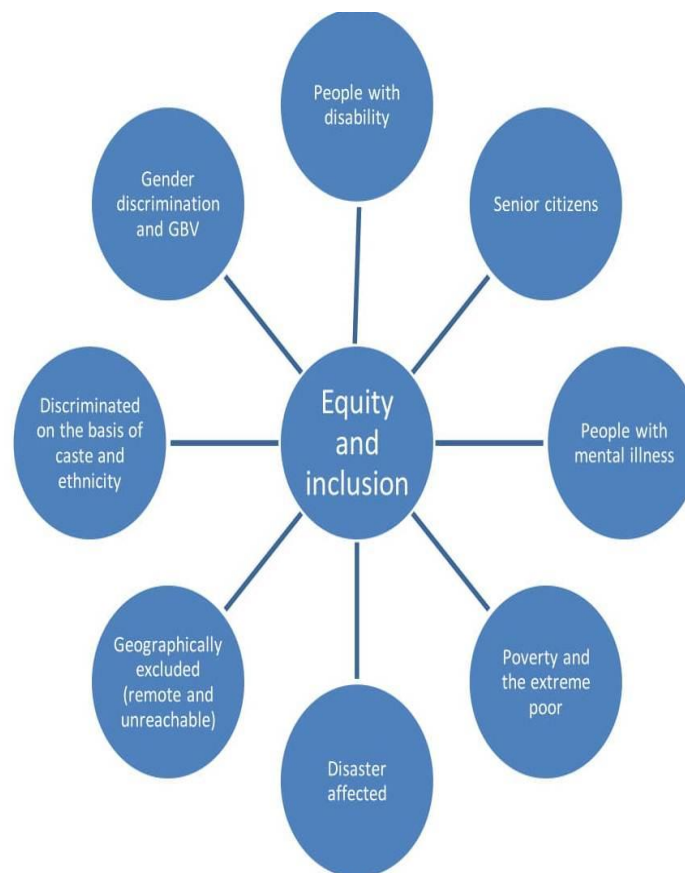 People with
disability
Senior citizens
People with
mental illness
Poverty and
the extreme
poor
Disaster
affected
Geographically
excluded
(remote and
unreachable)
Discriminated
on the basis of
caste and
ethnicity
Gender
discrimination
and GBV
Equity
and
inclusion